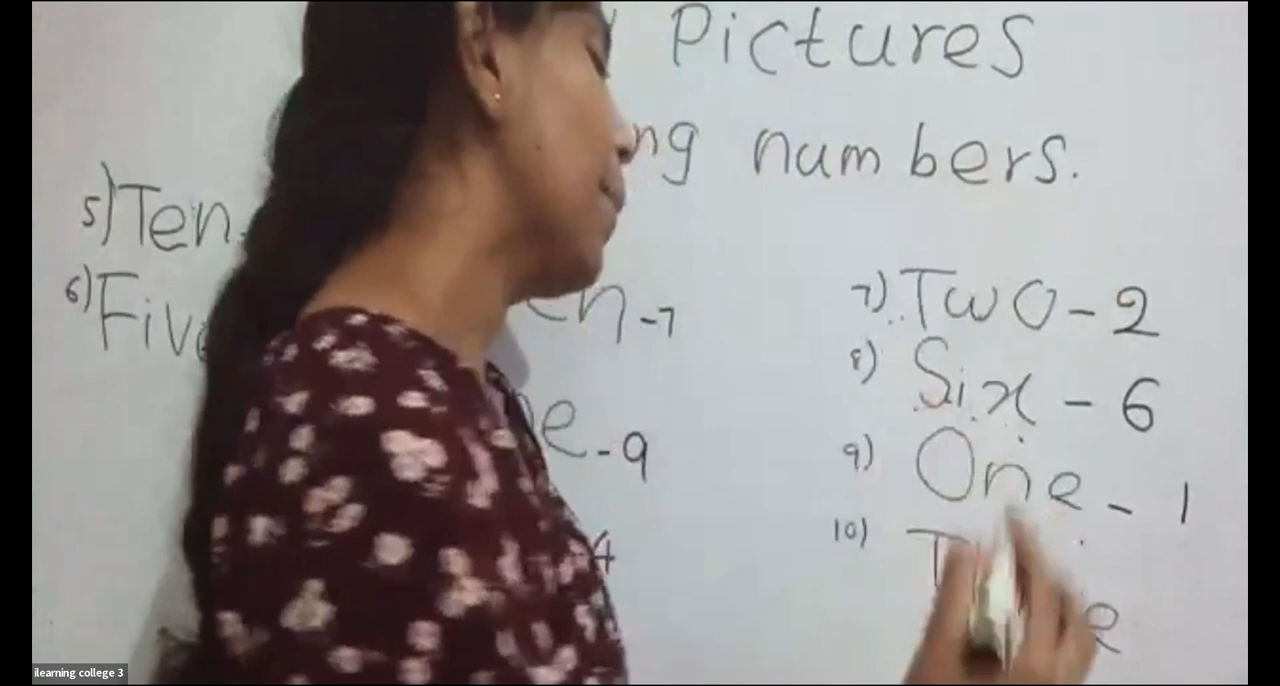 Pictures
ng numbers.
5) Ten
6) Five
en-7
e-9
4
7) Two-2
8) Six-6
9) One-1
10) T e
ilearning college 3